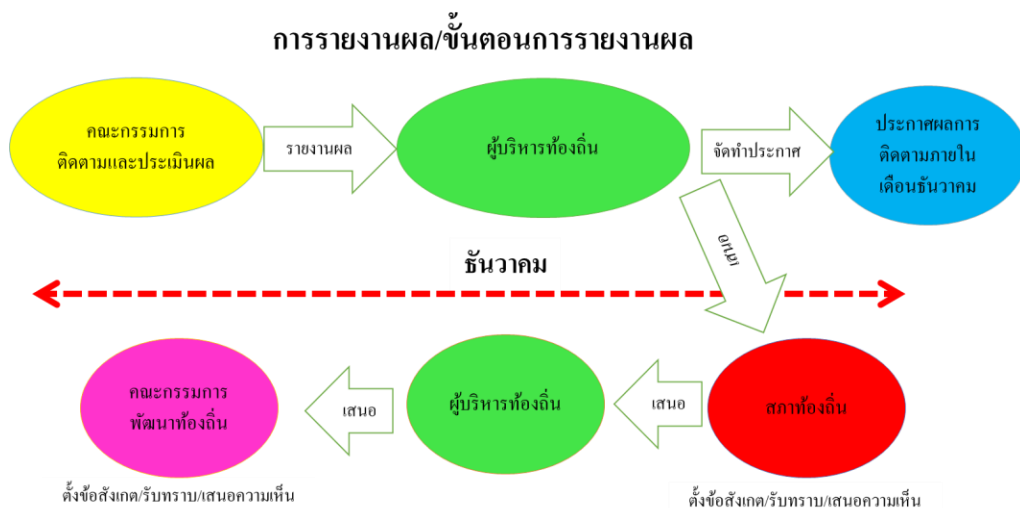 การรายงานผล/ขั้นตอนการรายงานผล
คณะกรรมการ
ติดตามและประเมินผล
รายงานผล
ผู้บริหารท้องถิ่น
จัดทำประกาศ
ประกาศผลการ
ติดตามภายใน
เดือนธันวาคม
เสนอ
ธันวาคม
คณะกรรมการ
พัฒนาท้องถิ่น
เสนอ
ผู้บริหารท้องถิ่น
เสนอ
สภาท้องถิ่น
ตั้งข้อสังเกต/รับทราบ/เสนอความเห็น
ตั้งข้อสังเกต/รับทราบ/เสนอความเห็น